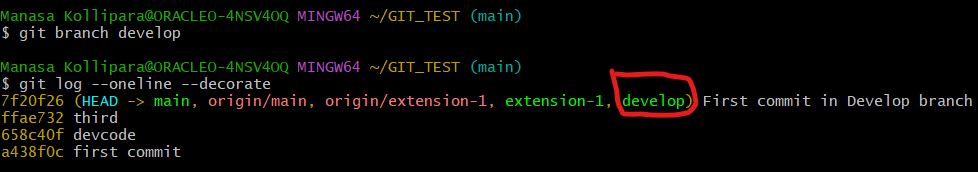 Manasa Kollipara@ORACLEO-4NSV4OQ MINGW64 ~/GIT_TEST (main)
$ git branch develop
Manasa Kollipara@ORACLEO-4NSV4OQ MINGW64 ~/GIT_TEST (main)
$ git log --oneline --decorate
7f20f26 (HEAD -> main, origin/main, origin/extension-1, extension-1, develop) First commit in Develop branch
ffae732 third
658c40f devcode
a438f0c first commit